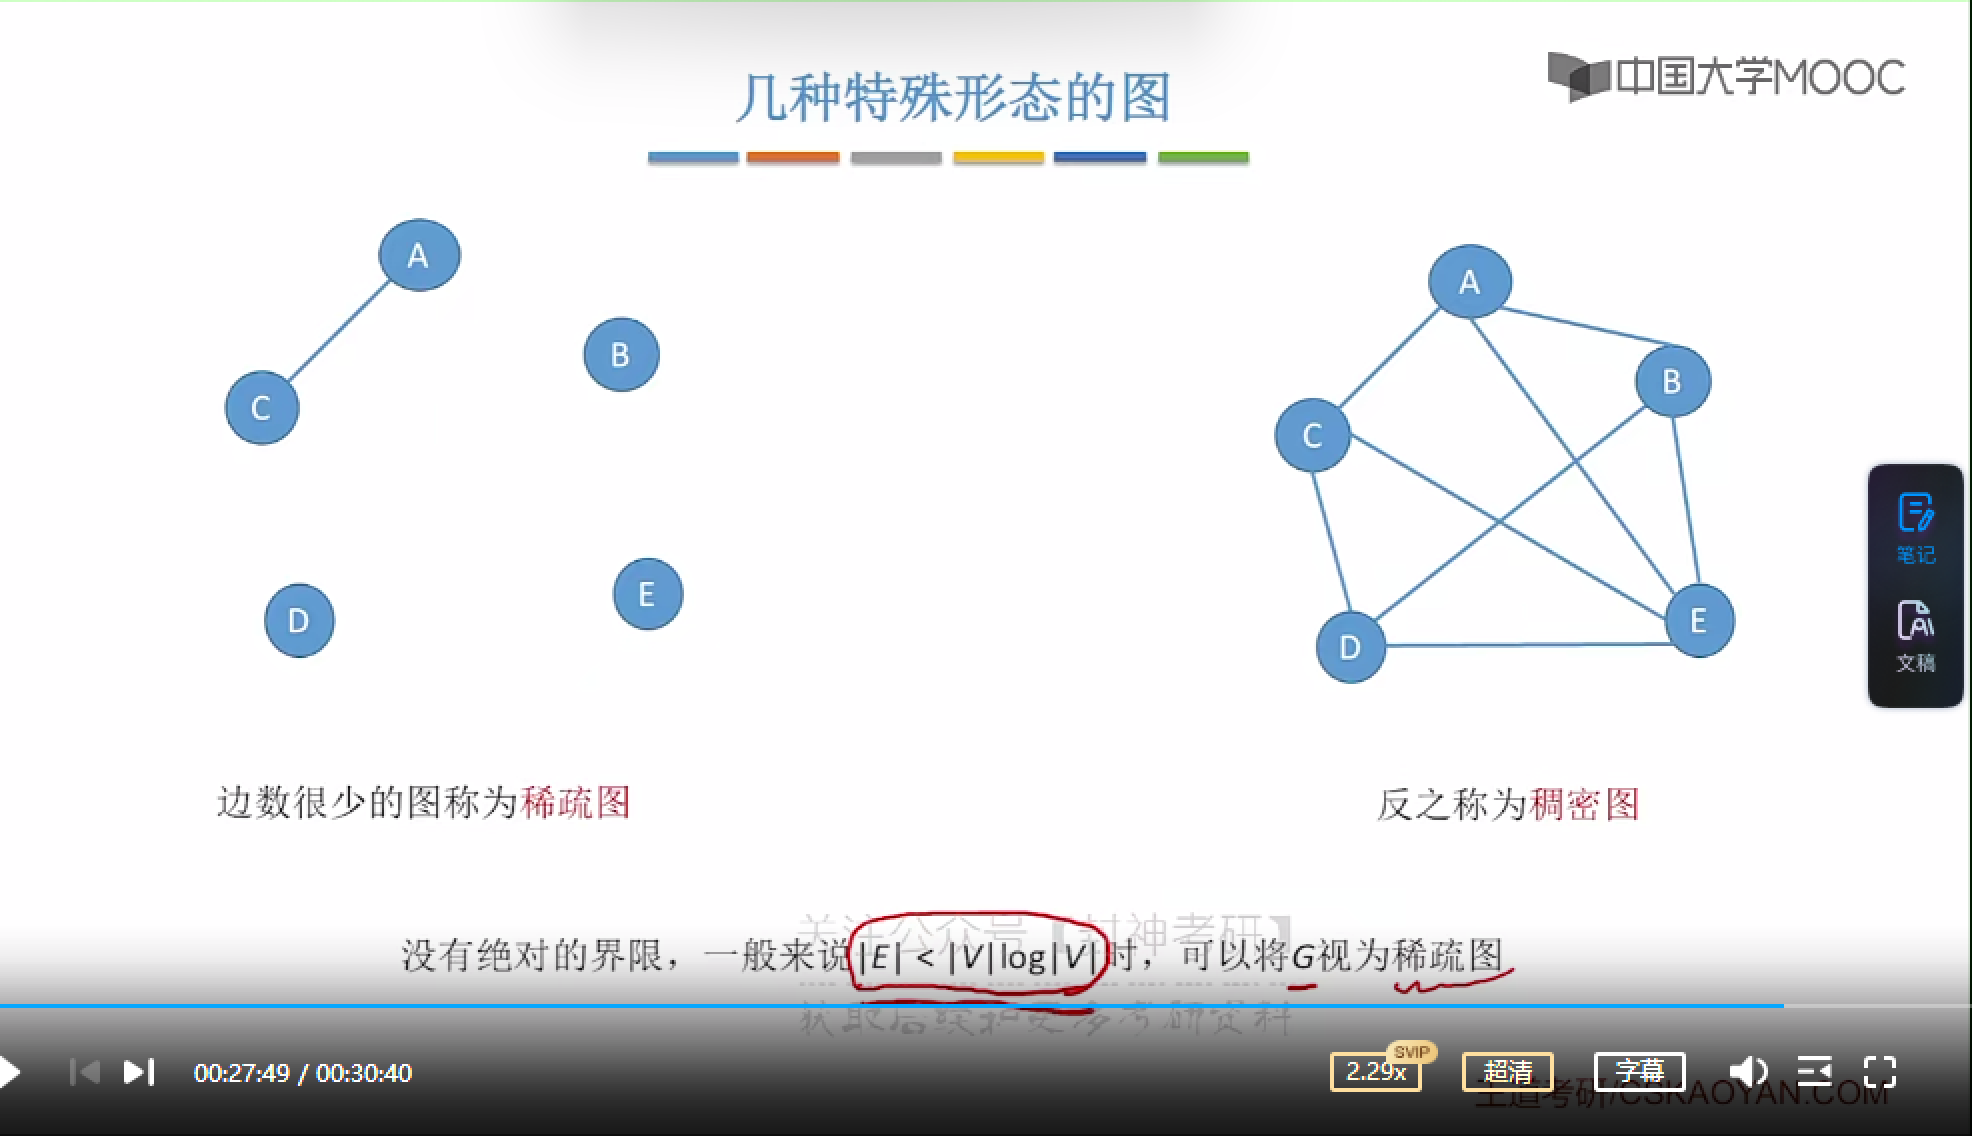 几种特殊形态的图
中国大学MOOC
A
B
C
D
E
A
B
C
D
E
笔记
文稿
边数很少的图称为稀疏图
反之称为稠密图
关注公众号【封神考研】
没有绝对的界限，一般来说|E| < |V|log|V|时，可以将G视为稀疏图
获取后续和更多考研资料
00:27:49 / 00:30:40
2.29x
SVIP
超清
字幕
王道考研/CSKAOYAN.COM